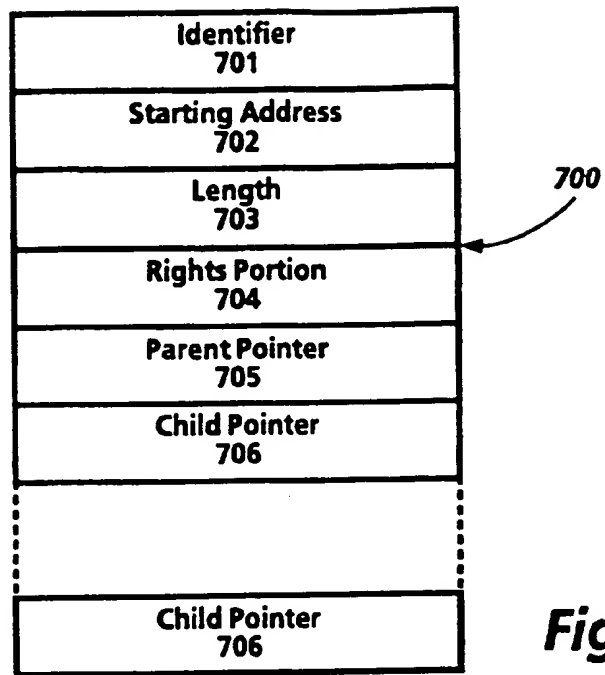 Identifier
701
Starting Address
702
Length
703
700
Rights Portion
704
Parent Pointer
705
Child Pointer
706
Child Pointer
706
Fig